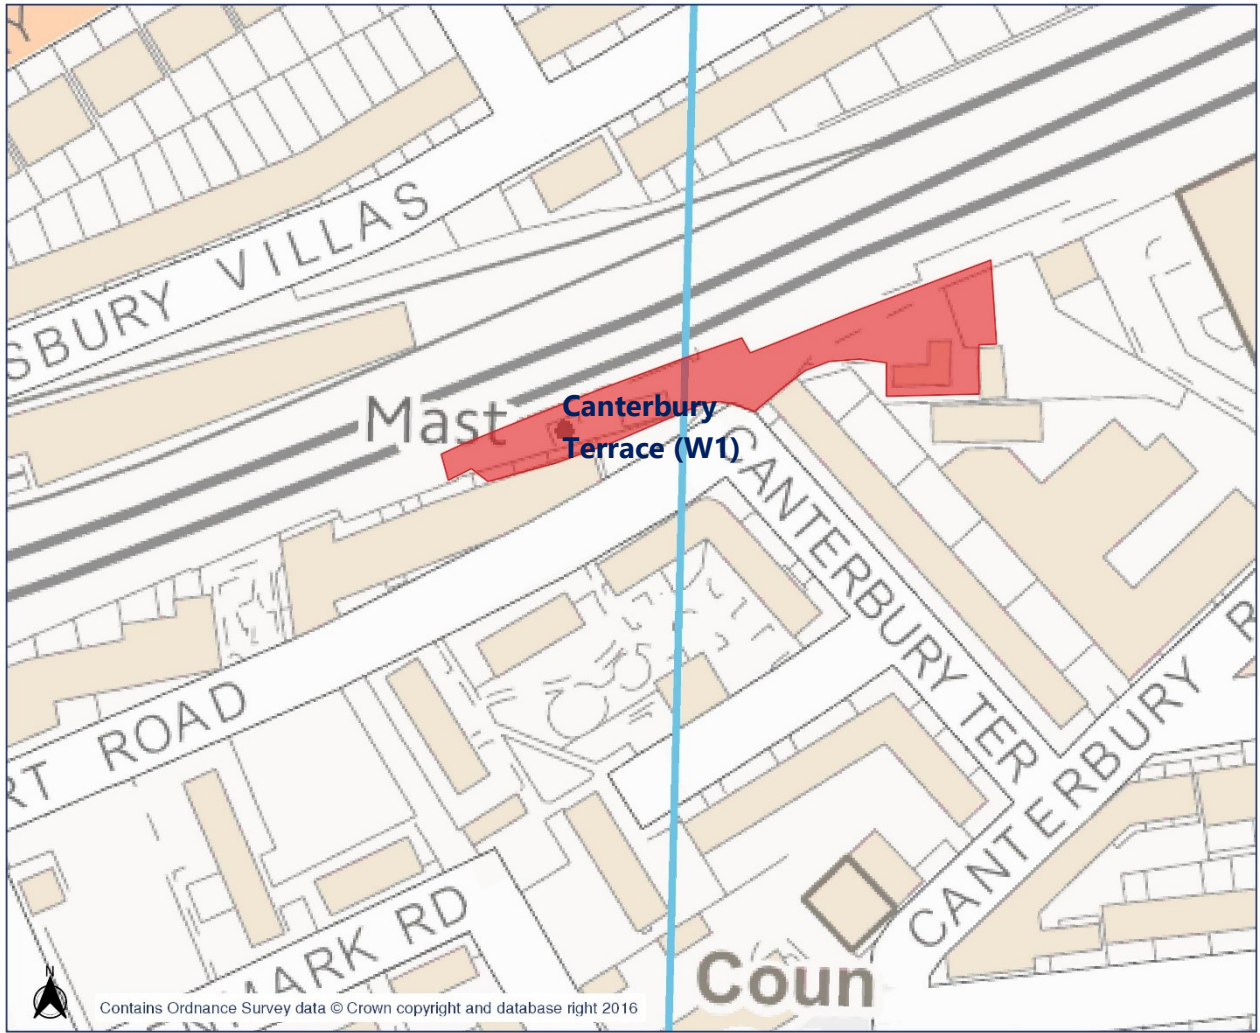 SBURY VILLAS
Mast
Canterbury
Terrace (W1)
CANTERBURY TER
RT ROAD
CANTERBURY R
MARK RD
Coun
N
Contains Ordnance Survey data © Crown copyright and database right 2016